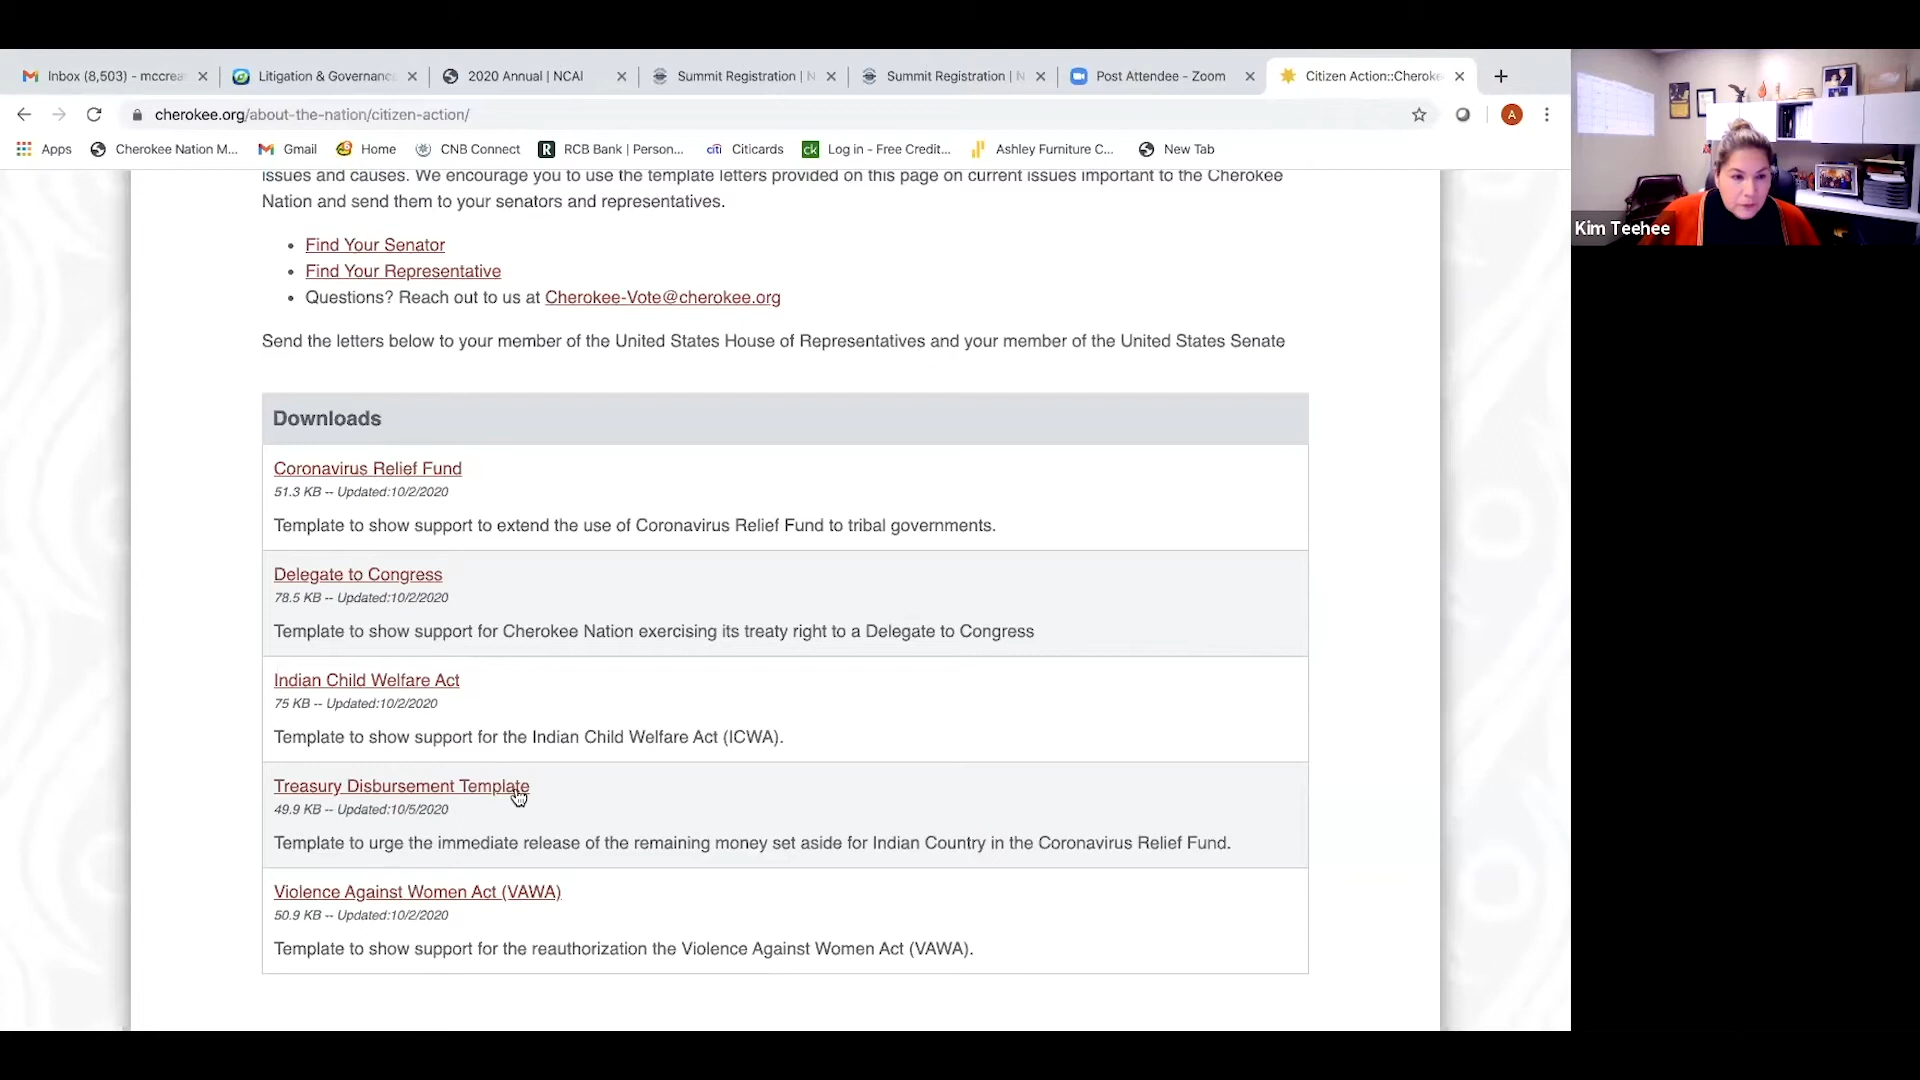 Inbox (8,503) - mccrea
Litigation & Governanc
2020 Annual | NCAI
Summit Registration | N
Summit Registration | N
Post Attendee - Zoom
Citizen Action::Cheroke
cherokee.org/about-the-nation/citizen-action/
A
Apps
Cherokee Nation M...
Gmail
Home
CNB Connect
R
RCB Bank | Person...
citi
Citicards
ck
Log in - Free Credit...
Ashley Furniture C...
New Tab
Kim Teehee
issues and causes. We encourage you to use the template letters provided on this page on current issues important to the Cherokee
Nation and send them to your senators and representatives.
• Find Your Senator
• Find Your Representative
• Questions? Reach out to us at Cherokee-Vote@cherokee.org
Send the letters below to your member of the United States House of Representatives and your member of the United States Senate
Downloads
Coronavirus Relief Fund
51.3 KB -- Updated:10/2/2020
Template to show support to extend the use of Coronavirus Relief Fund to tribal governments.
Delegate to Congress
78.5 KB -- Updated:10/2/2020
Template to show support for Cherokee Nation exercising its treaty right to a Delegate to Congress
Indian Child Welfare Act
75 KB -- Updated:10/2/2020
Template to show support for the Indian Child Welfare Act (ICWA).
Treasury Disbursement Template
49.9 KB -- Updated:10/5/2020
Template to urge the immediate release of the remaining money set aside for Indian Country in the Coronavirus Relief Fund.
Violence Against Women Act (VAWA)
50.9 KB -- Updated:10/2/2020
Template to show support for the reauthorization the Violence Against Women Act (VAWA).